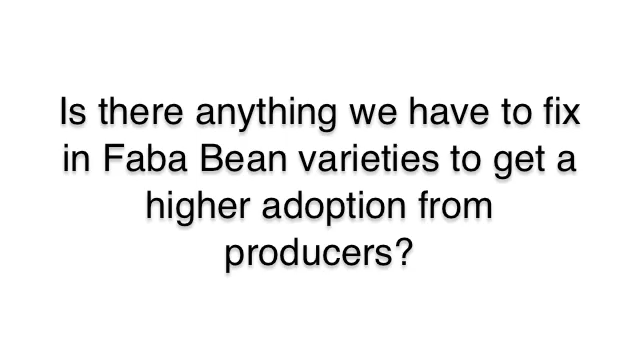 Is there anything we have to fix
in Faba Bean varieties to get a
higher adoption from
producers?